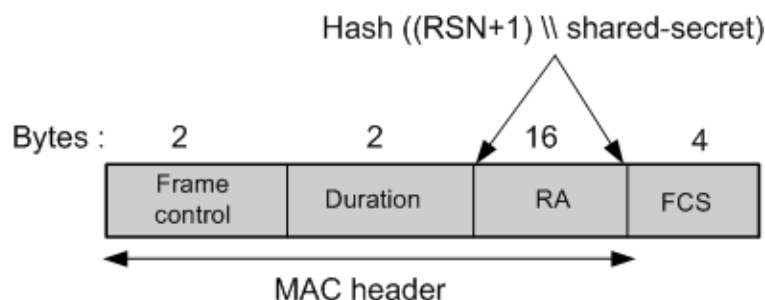 Hash ((RSN+1) \\ shared-secret)
Bytes : 2 2 16 4
Frame control Duration RA FCS
MAC header